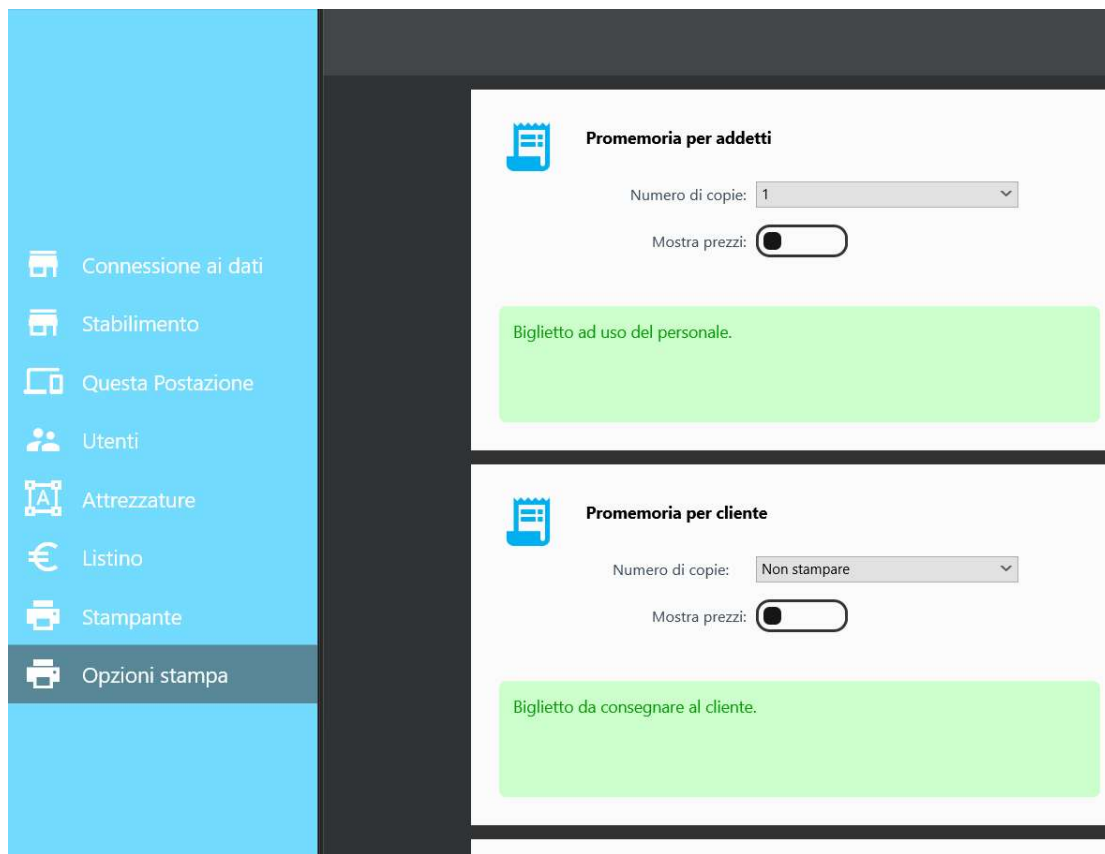 Connessione ai dati
Stabilimento
Questa Postazione
Utenti
Attrezzature
Listino
Stampante
Opzioni stampa
Promemoria per addetti
Numero di copie: 1
Mostra prezzi:
Biglietto ad uso del personale.
Promemoria per cliente
Numero di copie: Non stampare
Mostra prezzi:
Biglietto da consegnare al cliente.